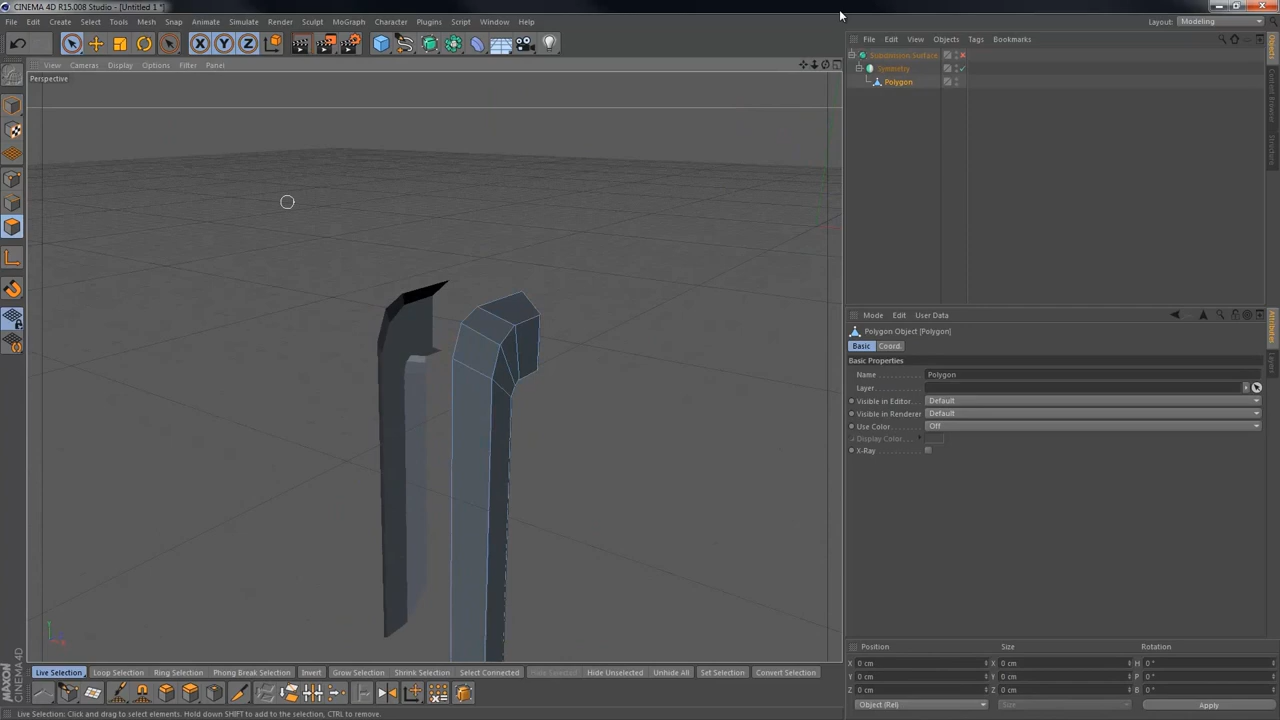 CINEMA 4D R15.008 Studio - [Untitled 1 *]
File Edit Create Select Tools Mesh Snap Animate Simulate Render Sculpt MoGraph Character Plugins Script Window Help
Layout: Modeling
View Cameras Display Options Filter Panel
Perspective
File Edit View Objects Tags Bookmarks
Subdivision Surface
Symmetry
Polygon
Objects
Content Browser
Structure
Mode Edit User Data
Polygon Object [Polygon]
Basic Coord.
Basic Properties
Name Polygon
Layer
Visible in Editor Default
Visible in Renderer Default
Use Color Off
Display Color
X-Ray
Attributes
Layers
Position Size Rotation
X 0 cm X 0 cm H 0 °
Y 0 cm Y 0 cm P 0 °
Z 0 cm Z 0 cm B 0 °
Object (Rel) Size Apply
Live Selection Loop Selection Ring Selection Phong Break Selection Invert Grow Selection Shrink Selection Select Connected Hide Selected Hide Unselected Unhide All Set Selection Convert Selection
MAXON CINEMA 4D
Live Selection: Click and drag to select elements. Hold down SHIFT to add to the selection, CTRL to remove.